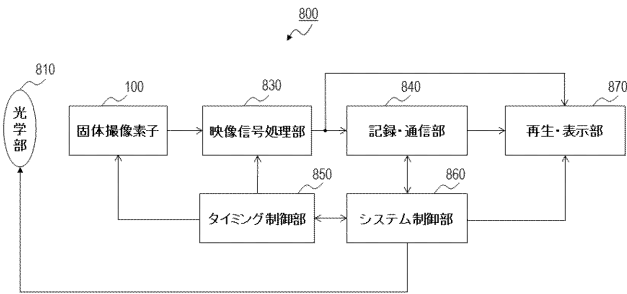 800
810
光学部
100
固体撮像素子
830
映像信号処理部
840
記録・通信部
870
再生・表示部
850
タイミング制御部
860
システム制御部